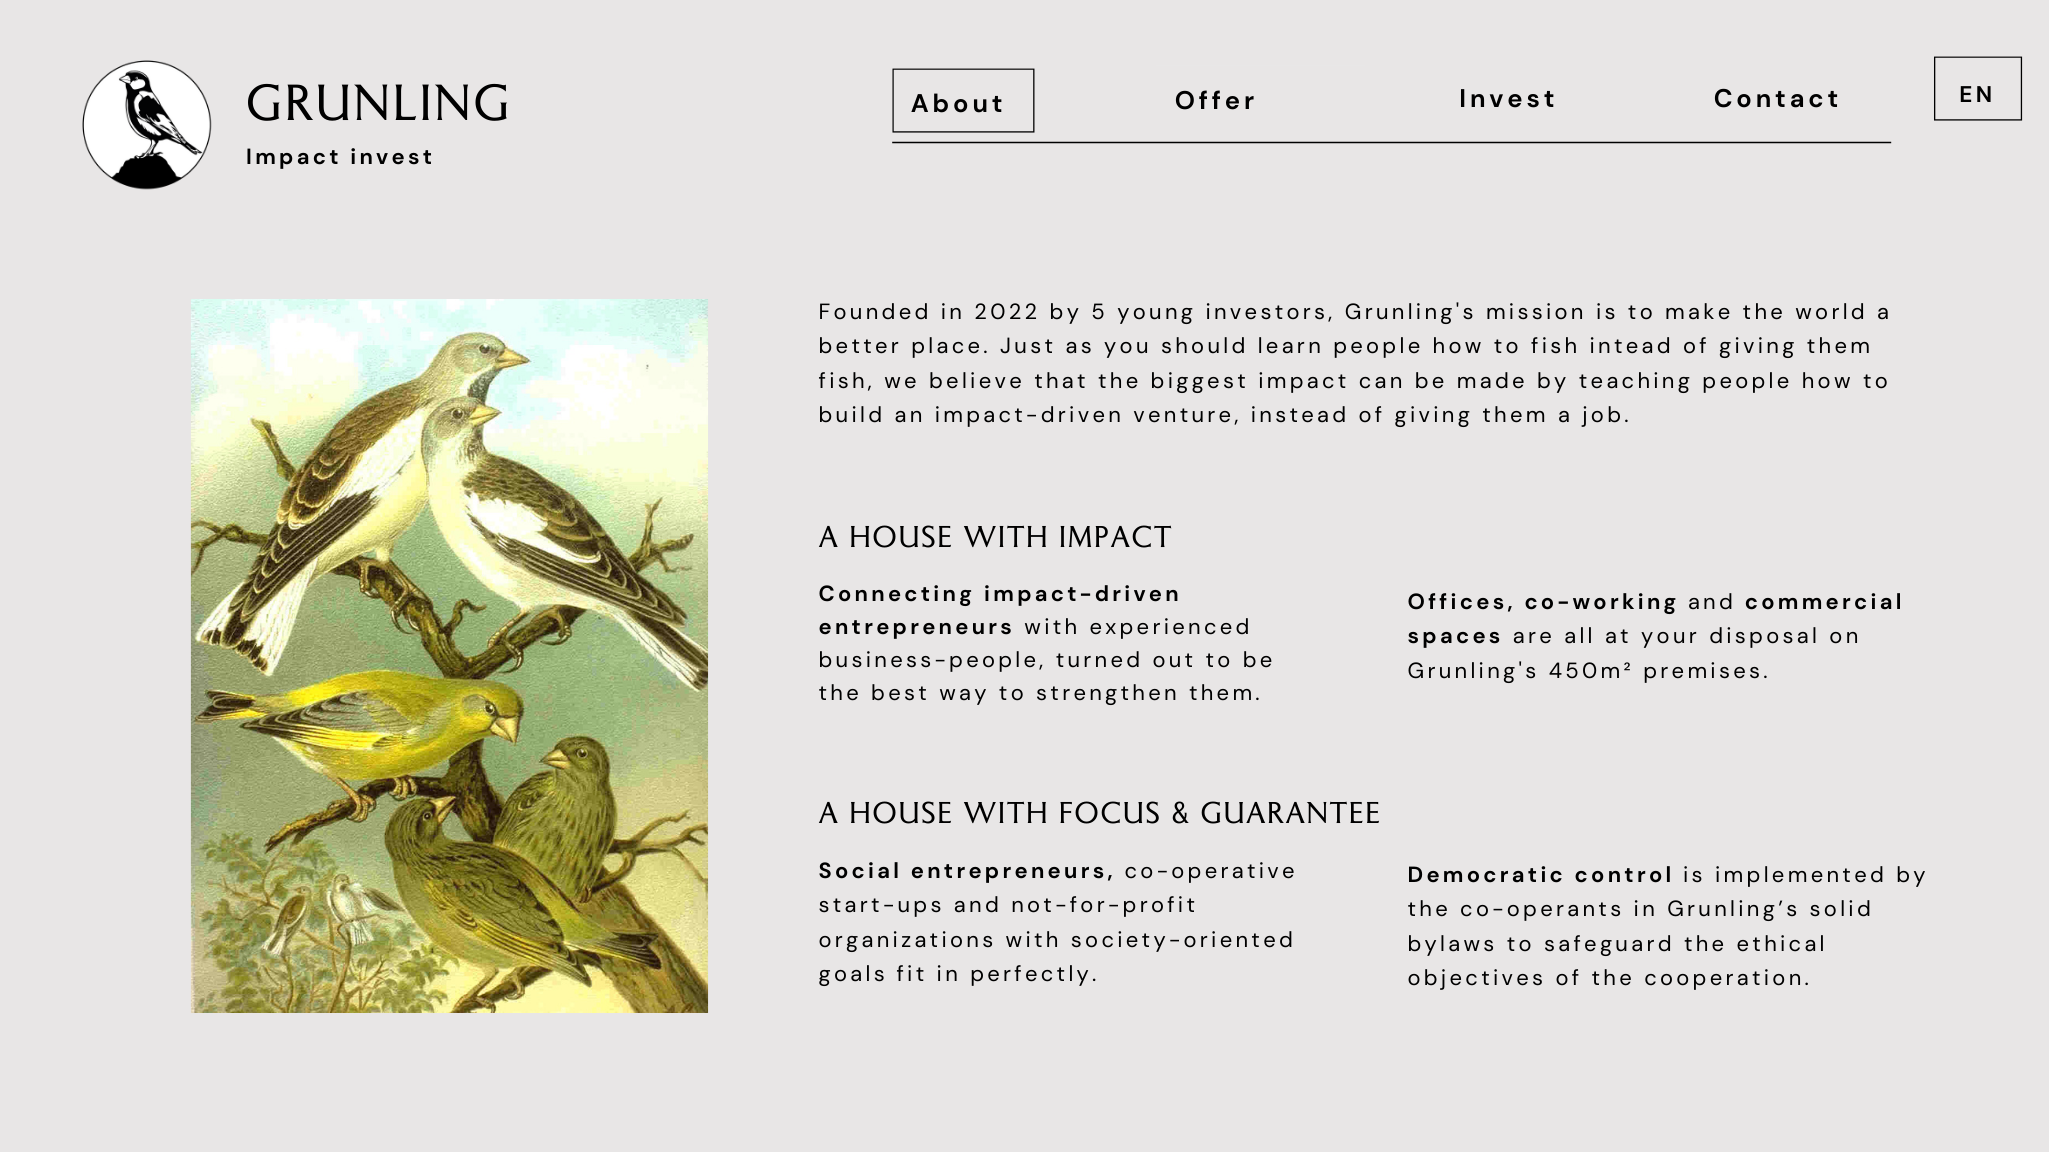 GRUNLING
Impact invest
About
Offer
Invest
Contact
EN
Founded in 2022 by 5 young investors, Grunling's mission is to make the world a
better place. Just as you should learn people how to fish intead of giving them
fish, we believe that the biggest impact can be made by teaching people how to
build an impact-driven venture, instead of giving them a job.
A HOUSE WITH IMPACT
Connecting impact-driven
entrepreneurs with experienced
business-people, turned out to be
the best way to strengthen them.
Offices, co-working and commercial
spaces are all at your disposal on
Grunling's 450m² premises.
A HOUSE WITH FOCUS & GUARANTEE
Social entrepreneurs, co-operative
start-ups and not-for-profit
organizations with society-oriented
goals fit in perfectly.
Democratic control is implemented by
the co-operants in Grunling’s solid
bylaws to safeguard the ethical
objectives of the cooperation.